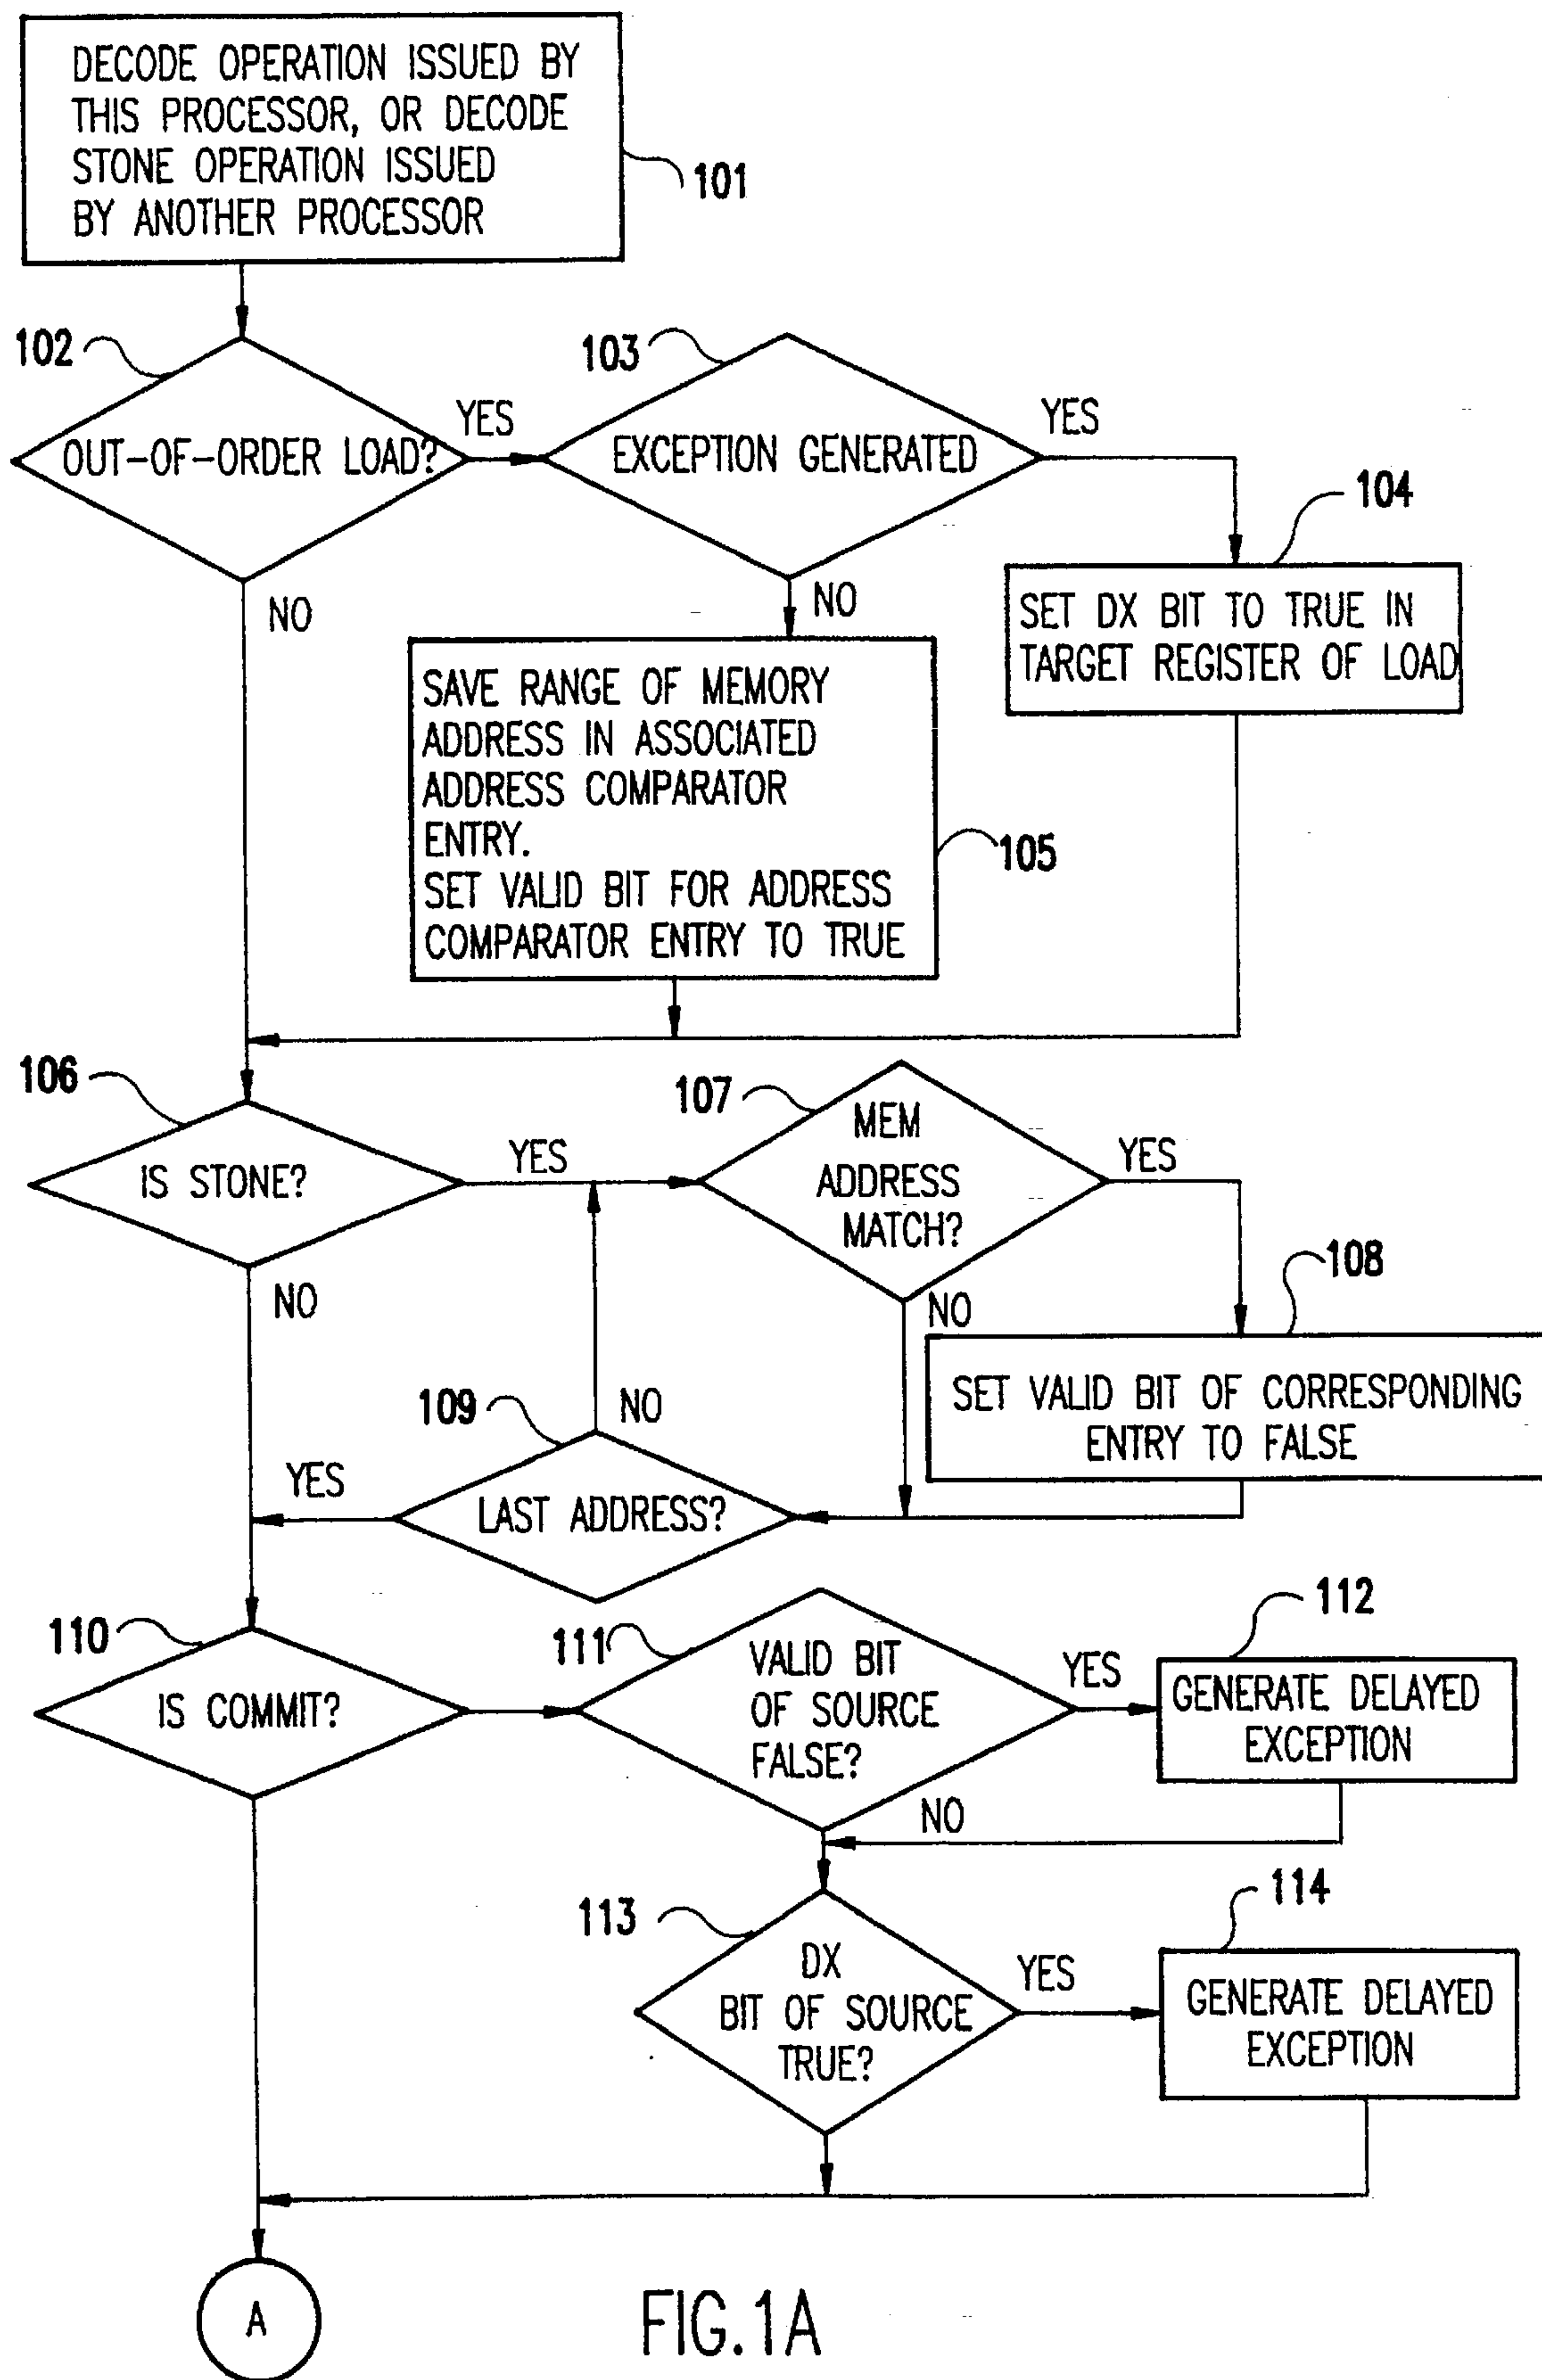 DECODE OPERATION ISSUED BY
THIS PROCESSOR, OR DECODE
STONE OPERATION ISSUED
BY ANOTHER PROCESSOR
101
102
OUT-OF-ORDER LOAD?
YES
NO
103
EXCEPTION GENERATED
YES
NO
104
SET DX BIT TO TRUE IN
TARGET REGISTER OF LOAD
SAVE RANGE OF MEMORY
ADDRESS IN ASSOCIATED
ADDRESS COMPARATOR
ENTRY.
SET VALID BIT FOR ADDRESS
COMPARATOR ENTRY TO TRUE
105
106
IS STONE?
YES
NO
107
MEM
ADDRESS
MATCH?
YES
NO
108
SET VALID BIT OF CORRESPONDING
ENTRY TO FALSE
109
LAST ADDRESS?
NO
YES
110
IS COMMIT?
111
VALID BIT
OF SOURCE
FALSE?
YES
NO
112
GENERATE DELAYED
EXCEPTION
113
DX
BIT OF SOURCE
TRUE?
YES
114
GENERATE DELAYED
EXCEPTION
A
FIG.1A